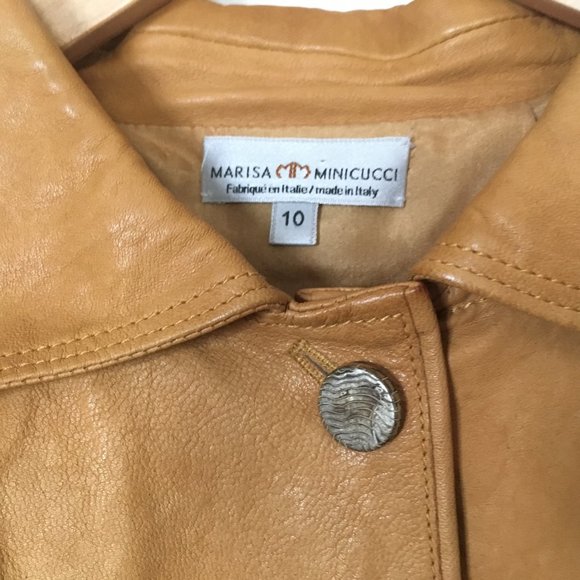 MARISA MINICUCCI
Fabriqué en Italie / made in Italy
10